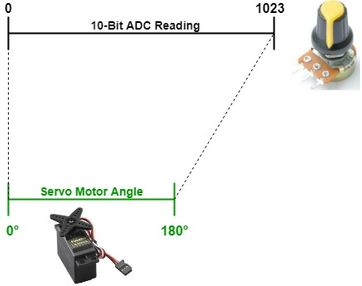 0 1023
10-Bit ADC Reading
Servo Motor Angle
0° 180°